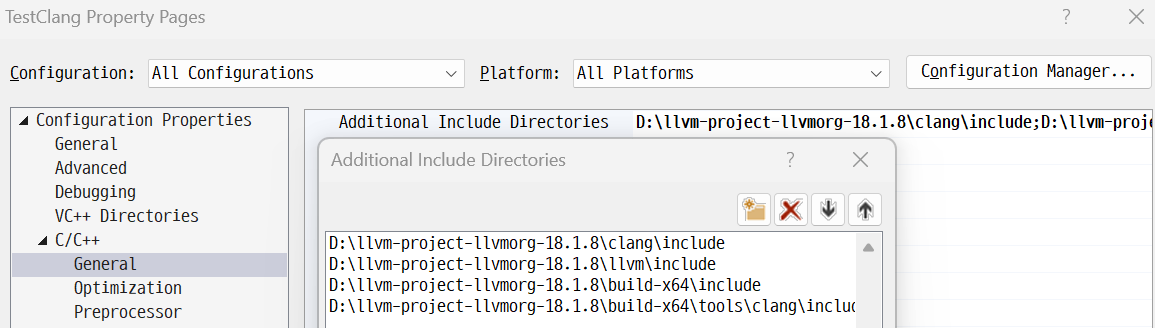 TestClang Property Pages
Configuration: All Configurations Platform: All Platforms Configuration Manager...
Configuration Properties
General
Advanced
Debugging
VC++ Directories
C/C++
General
Optimization
Preprocessor
Additional Include Directories D:\llvm-project-llvmorg-18.1.8\clang\include;D:\llvm-proje
Additional Include Directories
D:\llvm-project-llvmorg-18.1.8\clang\include
D:\llvm-project-llvmorg-18.1.8\llvm\include
D:\llvm-project-llvmorg-18.1.8\build-x64\include
D:\llvm-project-llvmorg-18.1.8\build-x64\tools\clang\includ